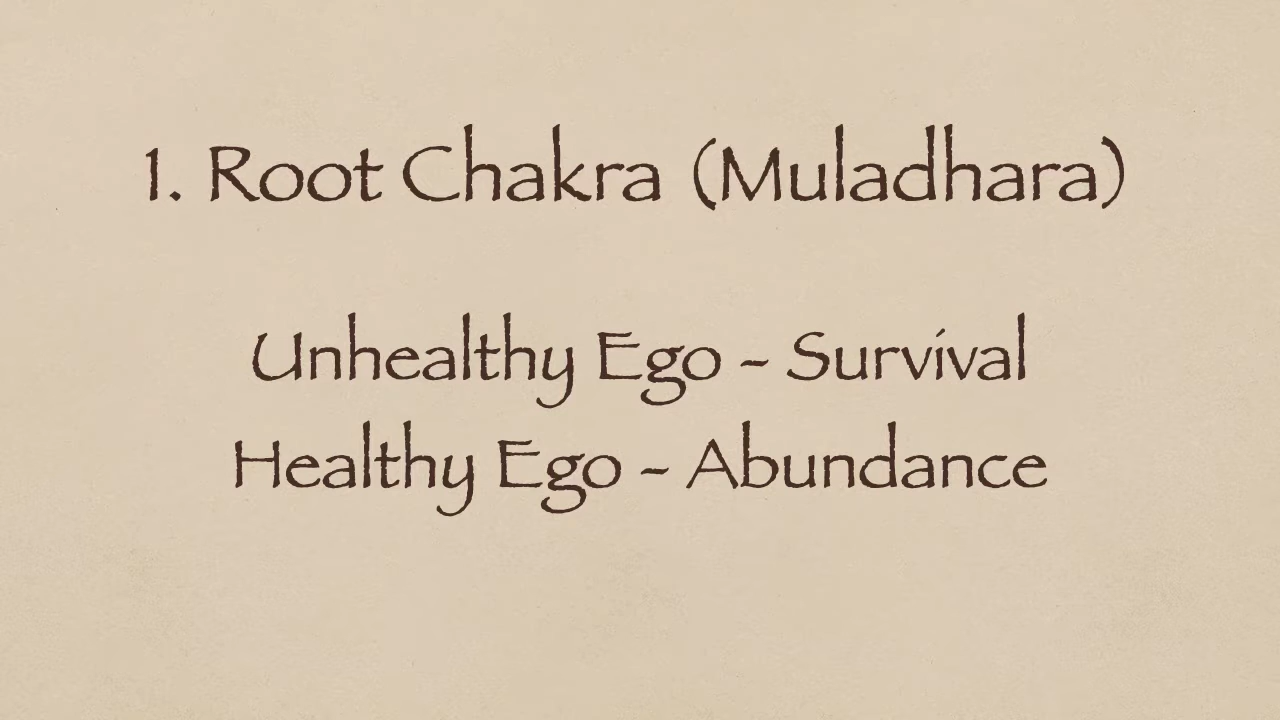 1. Root Chakra (Muladhara)
Unhealthy Ego - Survival
Healthy Ego - Abundance